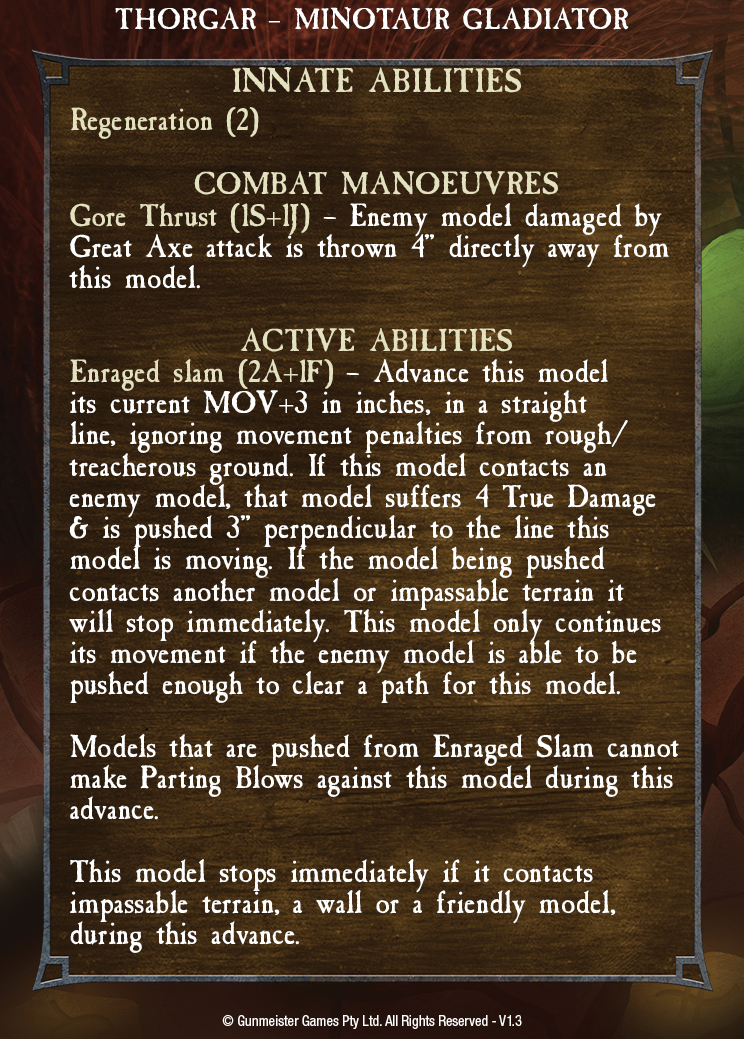 THORGAR – MINOTAUR GLADIATOR
INNATE ABILITIES
Regeneration (2)
COMBAT MANOEUVRES
Gore Thrust (1S+1J) – Enemy model damaged by
Great Axe attack is thrown 4” directly away from
this model.
ACTIVE ABILITIES
Enraged slam (2A+1F) – Advance this model
its current MOV+3 in inches, in a straight
line, ignoring movement penalties from rough/
treacherous ground. If this model contacts an
enemy model, that model suffers 4 True Damage
& is pushed 3” perpendicular to the line this
model is moving. If the model being pushed
contacts another model or impassable terrain it
will stop immediately. This model only continues
its movement if the enemy model is able to be
pushed enough to clear a path for this model.
Models that are pushed from Enraged Slam cannot
make Parting Blows against this model during this
advance.
This model stops immediately if it contacts
impassable terrain, a wall or a friendly model,
during this advance.
© Gunmeister Games Pty Ltd. All Rights Reserved - V1.3